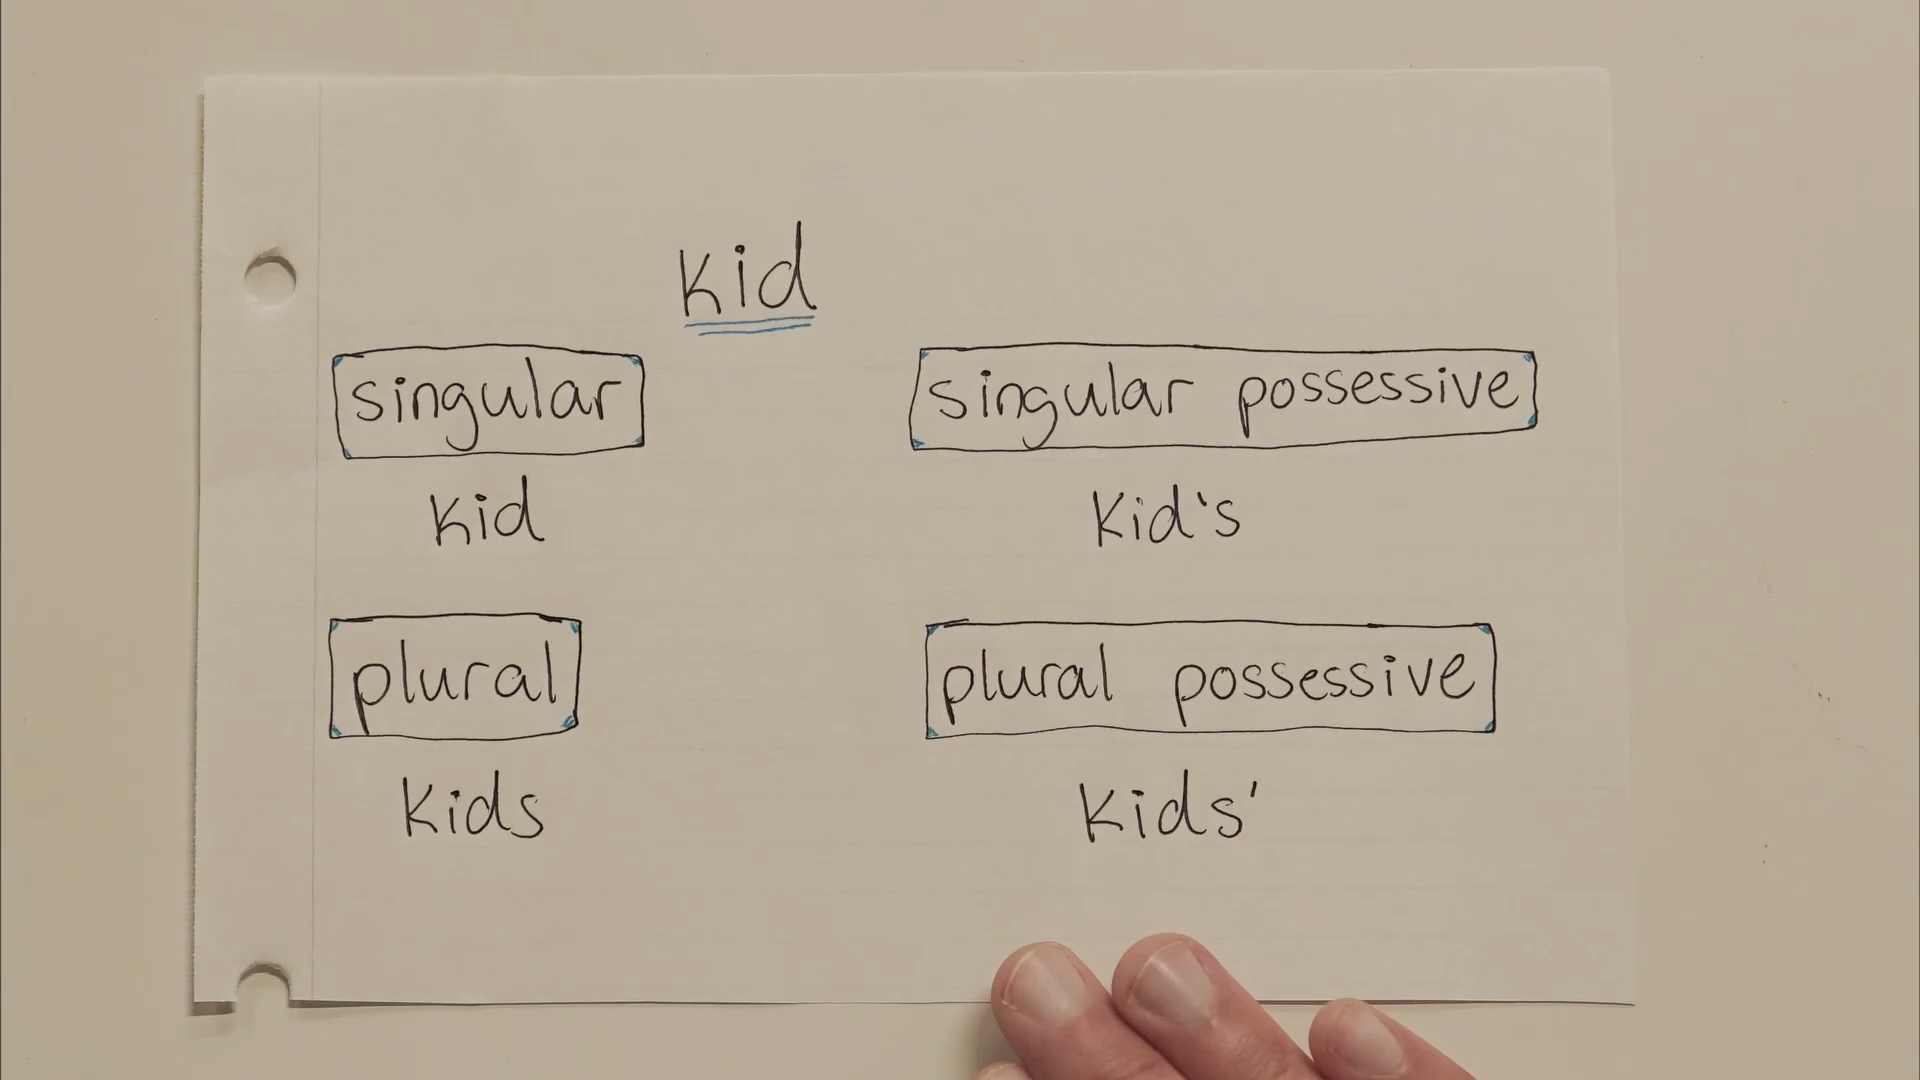 kid
singular
kid
singular possessive
kid's
plural
kids
plural possessive
kids'